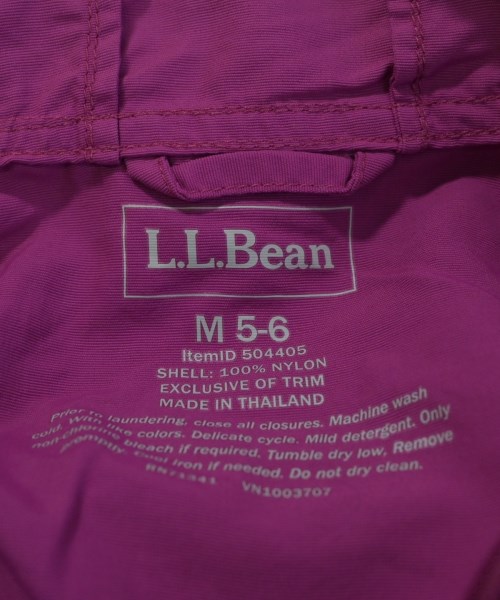 L.L.Bean
M 5-6
ItemID 504405
SHELL: 100% NYLON
EXCLUSIVE OF TRIM
MADE IN THAILAND
Prior to laundering, close all closures. Machine wash
cold. With like colors. Delicate cycle. Mild detergent. Only
non-chlorine bleach if required. Tumble dry low. Remove
promptly. Cool iron if needed. Do not dry clean.
RN71341 VN1003707